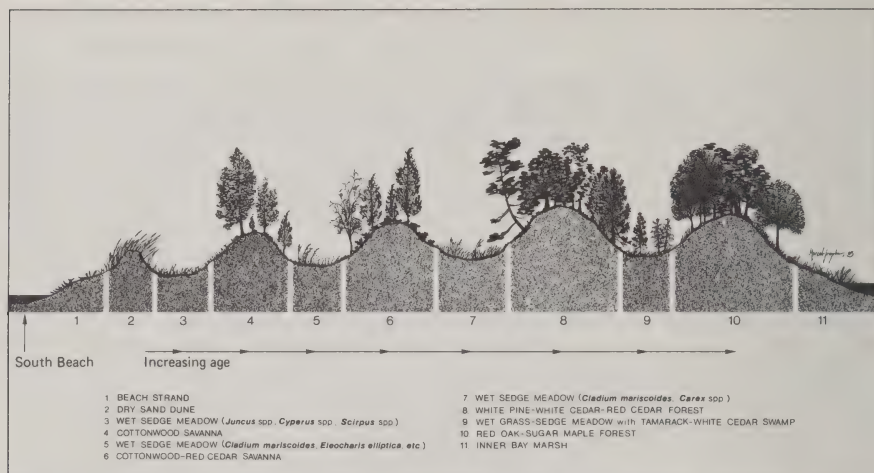 1 2 3 4 5 6 7 8 9 10 11
South Beach Increasing age
1 BEACH STRAND
2 DRY SAND DUNE
3 WET SEDGE MEADOW (Juncus spp, Cyperus spp, Scirpus spp)
4 COTTONWOOD SAVANNA
5 WET SEDGE MEADOW (Cladium mariscoides, Eleocharis elliptica, etc)
6 COTTONWOOD-RED CEDAR SAVANNA
7 WET SEDGE MEADOW (Cladium mariscoides, Carex spp)
8 WHITE PINE-WHITE CEDAR-RED CEDAR FOREST
9 WET GRASS-SEDGE MEADOW with TAMARACK-WHITE CEDAR SWAMP
10 RED OAK-SUGAR MAPLE FOREST
11 INNER BAY MARSH